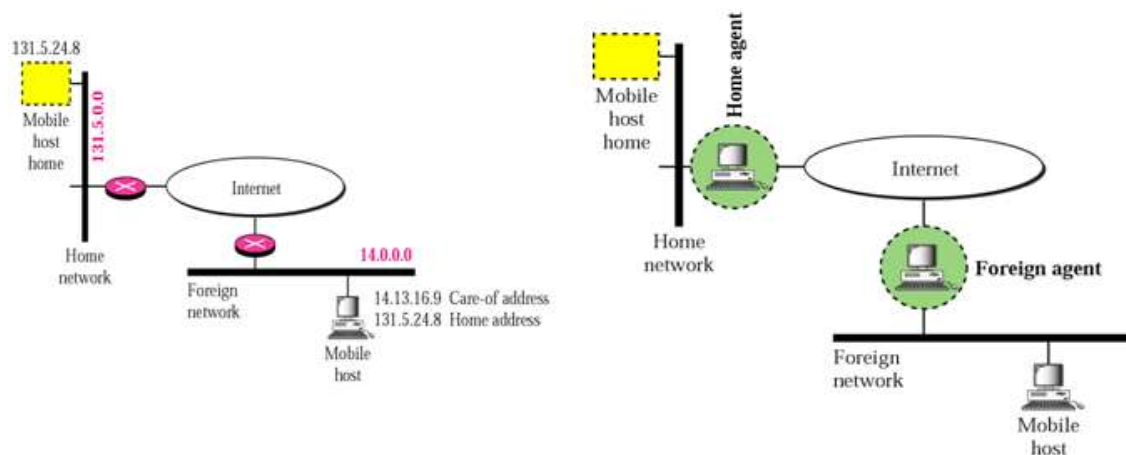 131.5.24.8
Mobile
host
home
131.5.0.0
Internet
Home
network
14.0.0.0
Foreign
network
14.13.16.9 Care-of address
131.5.24.8 Home address
Mobile
host
Home agent
Mobile
host
home
Internet
Home
network
Foreign agent
Foreign
network
Mobile
host